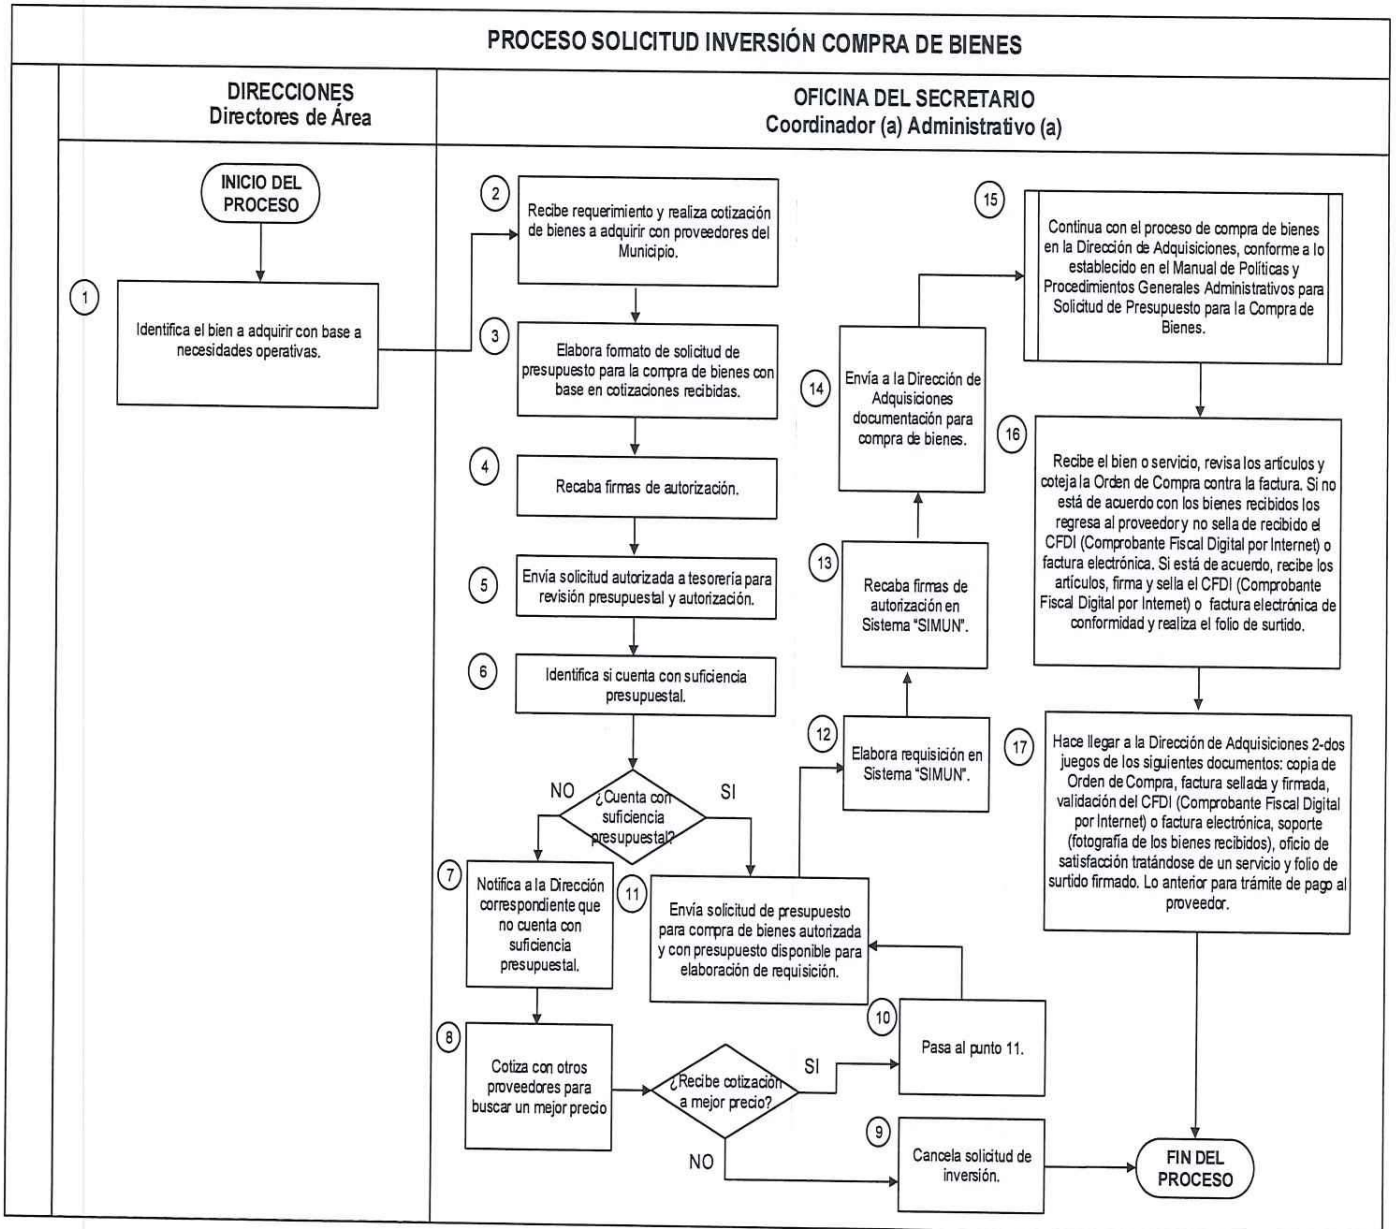 PROCESO SOLICITUD INVERSIÓN COMPRA DE BIENES
DIRECCIONES
Directores de Área
OFICINA DEL SECRETARIO
Coordinador (a) Administrativo (a)
INICIO DEL
PROCESO
1
Identifica el bien a adquirir con base a
necesidades operativas.
2
Recibe requerimiento y realiza cotización
de bienes a adquirir con proveedores del
Municipio.
3
Elabora formato de solicitud de
presupuesto para la compra de bienes con
base en cotizaciones recibidas.
4
Recaba firmas de autorización.
5
Envía solicitud autorizada a tesorería para
revisión presupuestal y autorización.
6
Identifica si cuenta con suficiencia
presupuestal.
¿Cuenta con
suficiencia
presupuestal?
NO
SI
7
Notifica a la Dirección
correspondiente que
no cuenta con
suficiencia
presupuestal.
8
Cotiza con otros
proveedores para
buscar un mejor precio
¿Recibe cotización
a mejor precio?
SI
NO
9
Cancela solicitud de
inversión.
10
Pasa al punto 11.
11
Envía solicitud de presupuesto
para compra de bienes autorizada
y con presupuesto disponible para
elaboración de requisición.
12
Elabora requisición en
Sistema “SIMUN”.
13
Recaba firmas de
autorización en
Sistema “SIMUN”.
14
Envía a la Dirección de
Adquisiciones
documentación para
compra de bienes.
15
Continua con el proceso de compra de bienes
en la Dirección de Adquisiciones, conforme a lo
establecido en el Manual de Políticas y
Procedimientos Generales Administrativos para
Solicitud de Presupuesto para la Compra de
Bienes.
16
Recibe el bien o servicio, revisa los artículos y
coteja la Orden de Compra contra la factura. Si no
está de acuerdo con los bienes recibidos los
regresa al proveedor y no sella de recibido el
CFDI (Comprobante Fiscal Digital por Internet) o
factura electrónica. Si está de acuerdo, recibe los
artículos, firma y sella el CFDI (Comprobante
Fiscal Digital por Internet) o factura electrónica de
conformidad y realiza el folio de surtido.
17
Hace llegar a la Dirección de Adquisiciones 2-dos
juegos de los siguientes documentos: copia de
Orden de Compra, factura sellada y firmada,
validación del CFDI (Comprobante Fiscal Digital
por Internet) o factura electrónica, soporte
(fotografía de los bienes recibidos), oficio de
satisfacción tratándose de un servicio y folio de
surtido firmado. Lo anterior para trámite de pago al
proveedor.
FIN DEL
PROCESO